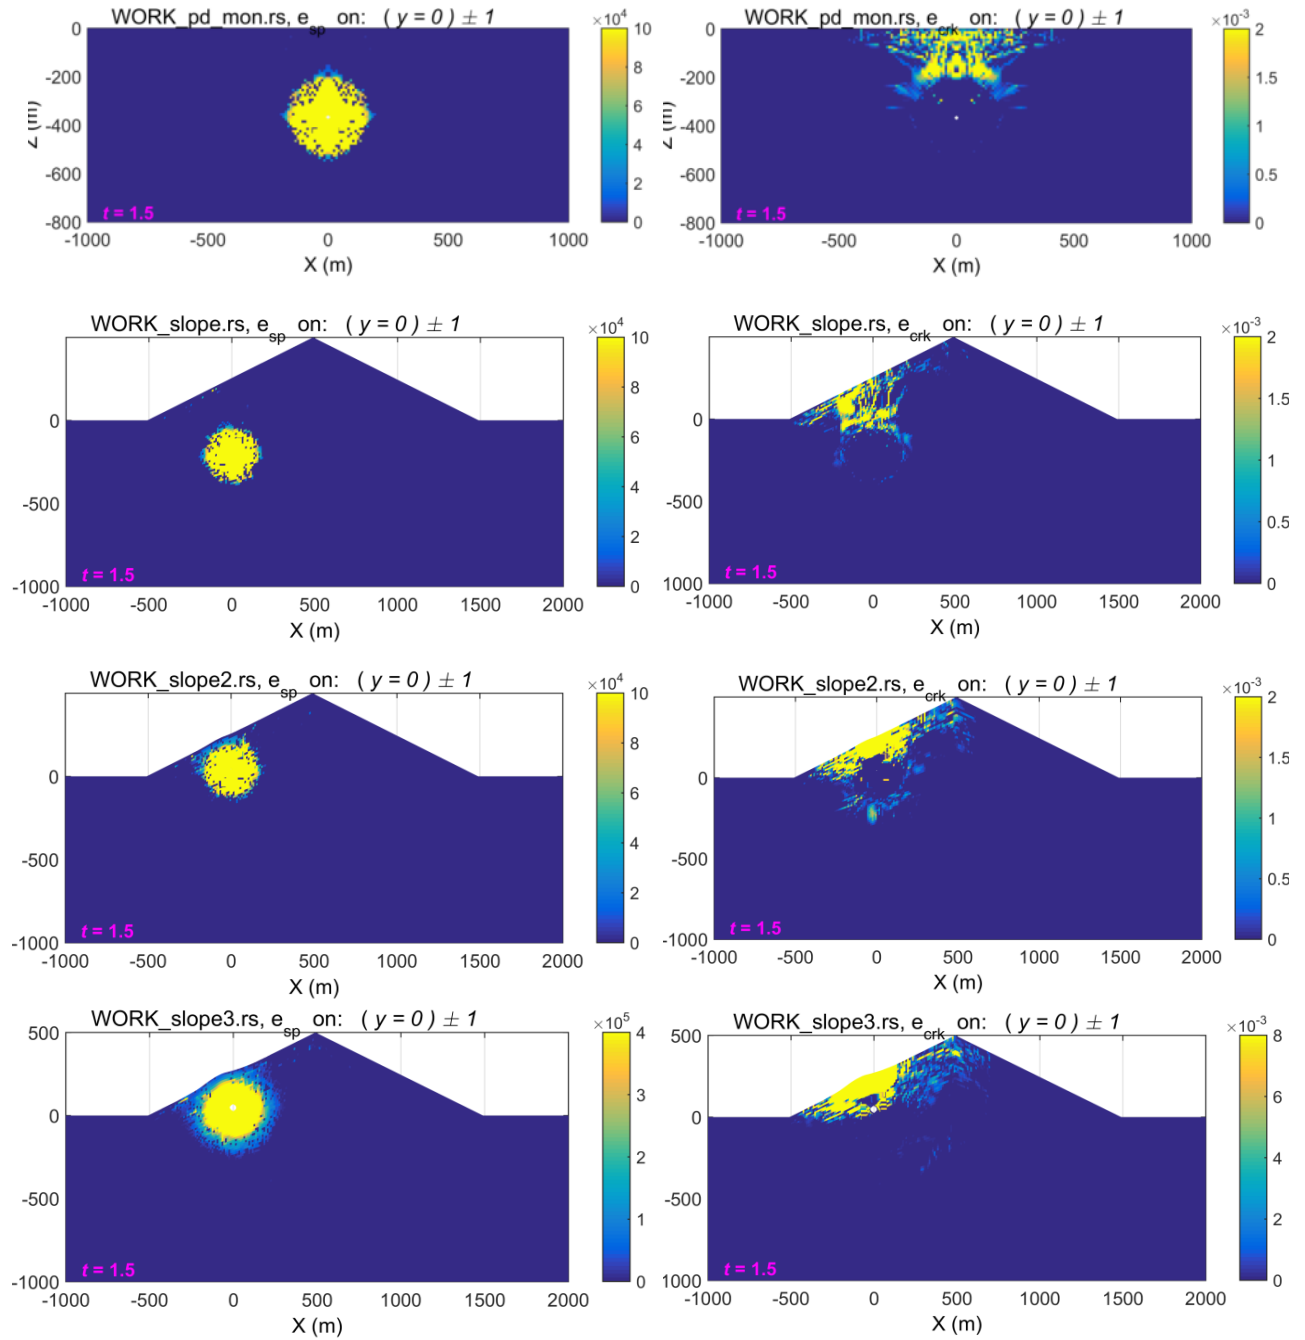 WORK_pd_mon.rs, e_sp on: ( y = 0 ) ± 1
×10^4
0
-200
-400
-600
-800
Z (m)
10
8
6
4
2
0
t = 1.5
-1000 -500 0 500 1000
X (m)
WORK_pd_mon.rs, e_crk on: ( y = 0 ) ± 1
×10^-3
0
-200
-400
-600
-800
Z (m)
2
1.5
1
0.5
0
t = 1.5
-1000 -500 0 500 1000
X (m)
WORK_slope.rs, e_sp on: ( y = 0 ) ± 1
×10^4
0
-500
-1000
10
8
6
4
2
0
t = 1.5
-1000 -500 0 500 1000 1500 2000
X (m)
WORK_slope.rs, e_crk on: ( y = 0 ) ± 1
×10^-3
0
-500
1000
2
1.5
1
0.5
0
t = 1.5
-1000 -500 0 500 1000 1500 2000
X (m)
WORK_slope2.rs, e_sp on: ( y = 0 ) ± 1
×10^4
0
-500
-1000
10
8
6
4
2
0
t = 1.5
-1000 -500 0 500 1000 1500 2000
X (m)
WORK_slope2.rs, e_crk on: ( y = 0 ) ± 1
×10^-3
0
-500
-1000
2
1.5
1
0.5
0
t = 1.5
-1000 -500 0 500 1000 1500 2000
X (m)
WORK_slope3.rs, e_sp on: ( y = 0 ) ± 1
×10^5
500
0
-500
-1000
4
3
2
1
0
t = 1.5
-1000 -500 0 500 1000 1500 2000
X (m)
WORK_slope3.rs, e_crk on: ( y = 0 ) ± 1
×10^-3
500
0
-500
1000
8
6
4
2
0
t = 1.5
-1000 -500 0 500 1000 1500 2000
X (m)